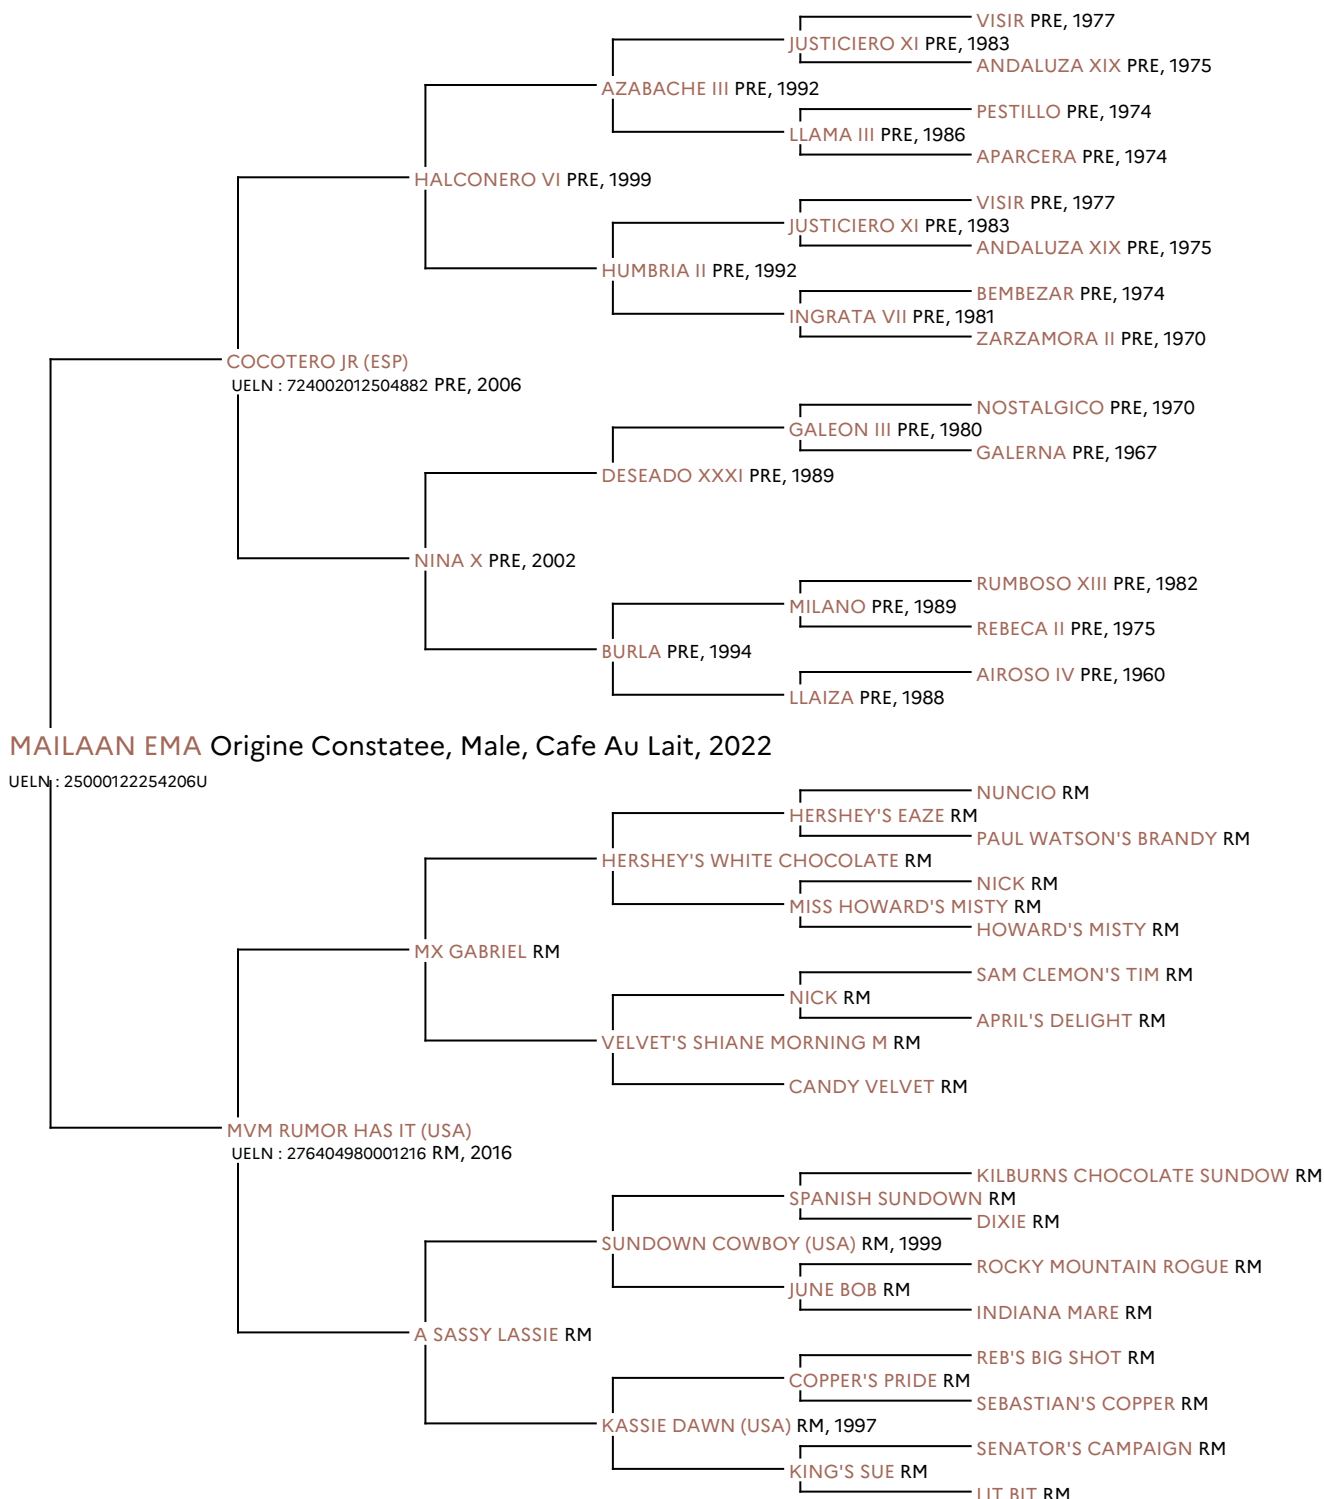 VISIR PRE, 1977
JUSTICIERO XI PRE, 1983
ANDALUZA XIX PRE, 1975
AZABACHE III PRE, 1992
PESTILLO PRE, 1974
LLAMA III PRE, 1986
APARCERA PRE, 1974
HALCONERO VI PRE, 1999
VISIR PRE, 1977
JUSTICIERO XI PRE, 1983
ANDALUZA XIX PRE, 1975
HUMBRIA II PRE, 1992
BEMBEZAR PRE, 1974
INGRATA VII PRE, 1981
ZARZAMORA II PRE, 1970
COCOTERO JR (ESP)
UELN : 724002012504882 PRE, 2006
NOSTALGICO PRE, 1970
GALEON III PRE, 1980
GALERNA PRE, 1967
DESEADO XXXI PRE, 1989
NINA X PRE, 2002
RUMBOSO XIII PRE, 1982
MILANO PRE, 1989
REBECA II PRE, 1975
BURLA PRE, 1994
AIROSO IV PRE, 1960
LLAIZA PRE, 1988
MAILAAN EMA Origine Constatee, Male, Cafe Au Lait, 2022
UELN : 25000122254206U
NUNCIO RM
HERSHEY'S EAZE RM
PAUL WATSON'S BRANDY RM
HERSHEY'S WHITE CHOCOLATE RM
NICK RM
MISS HOWARD'S MISTY RM
HOWARD'S MISTY RM
MX GABRIEL RM
SAM CLEMON'S TIM RM
NICK RM
APRIL'S DELIGHT RM
VELVET'S SHIANE MORNING M RM
CANDY VELVET RM
MVM RUMOR HAS IT (USA)
UELN : 276404980001216 RM, 2016
KILBURNS CHOCOLATE SUNDOW RM
SPANISH SUNDOWN RM
DIXIE RM
SUNDOWN COWBOY (USA) RM, 1999
ROCKY MOUNTAIN ROGUE RM
JUNE BOB RM
INDIANA MARE RM
A SASSY LASSIE RM
REB'S BIG SHOT RM
COPPER'S PRIDE RM
SEBASTIAN'S COPPER RM
KASSIE DAWN (USA) RM, 1997
SENATOR'S CAMPAIGN RM
KING'S SUE RM
LIT BIT RM